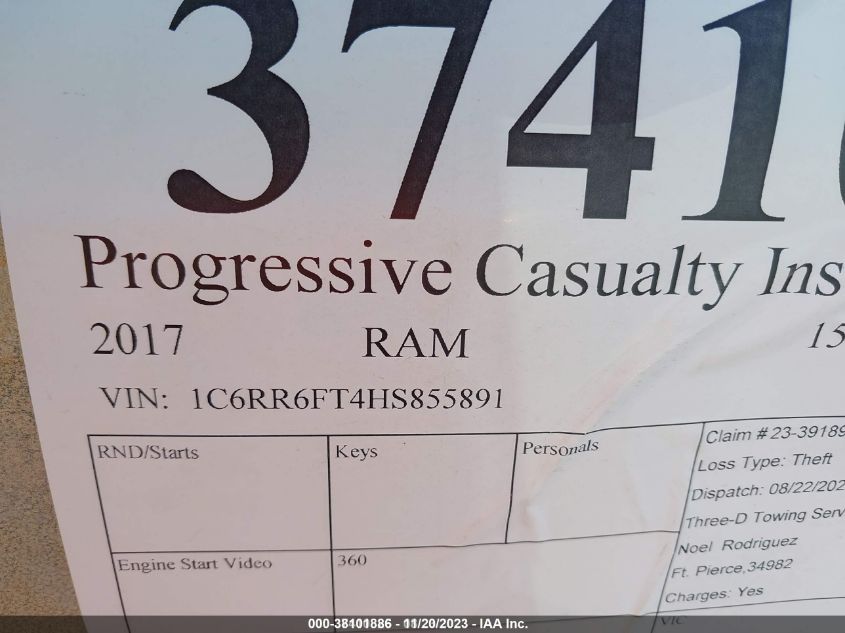 3741
Progressive Casualty Ins
2017 RAM 15
VIN: 1C6RR6FT4HS855891
RND/Starts Keys Personals
Claim # 23-39189
Loss Type: Theft
Dispatch: 08/22/202
Three-D Towing Serv
Noel Rodriguez
Ft. Pierce,34982
Charges: Yes
Engine Start Video 360
VIC
000-38101886 - 11/20/2023 - IAA Inc.